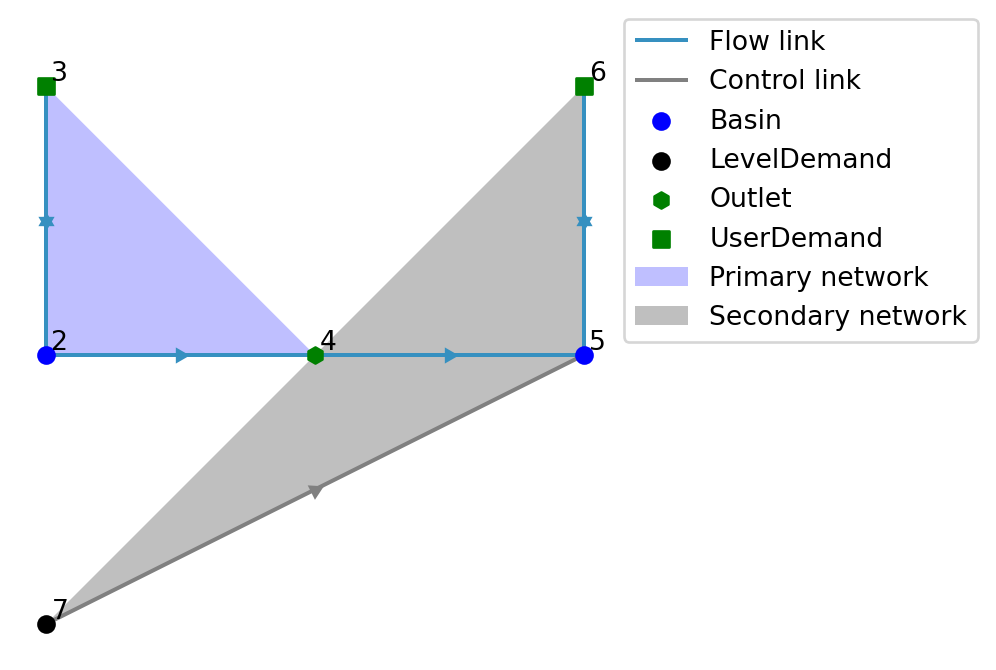 3
6
2
4
5
7
Flow link
Control link
Basin
LevelDemand
Outlet
UserDemand
Primary network
Secondary network